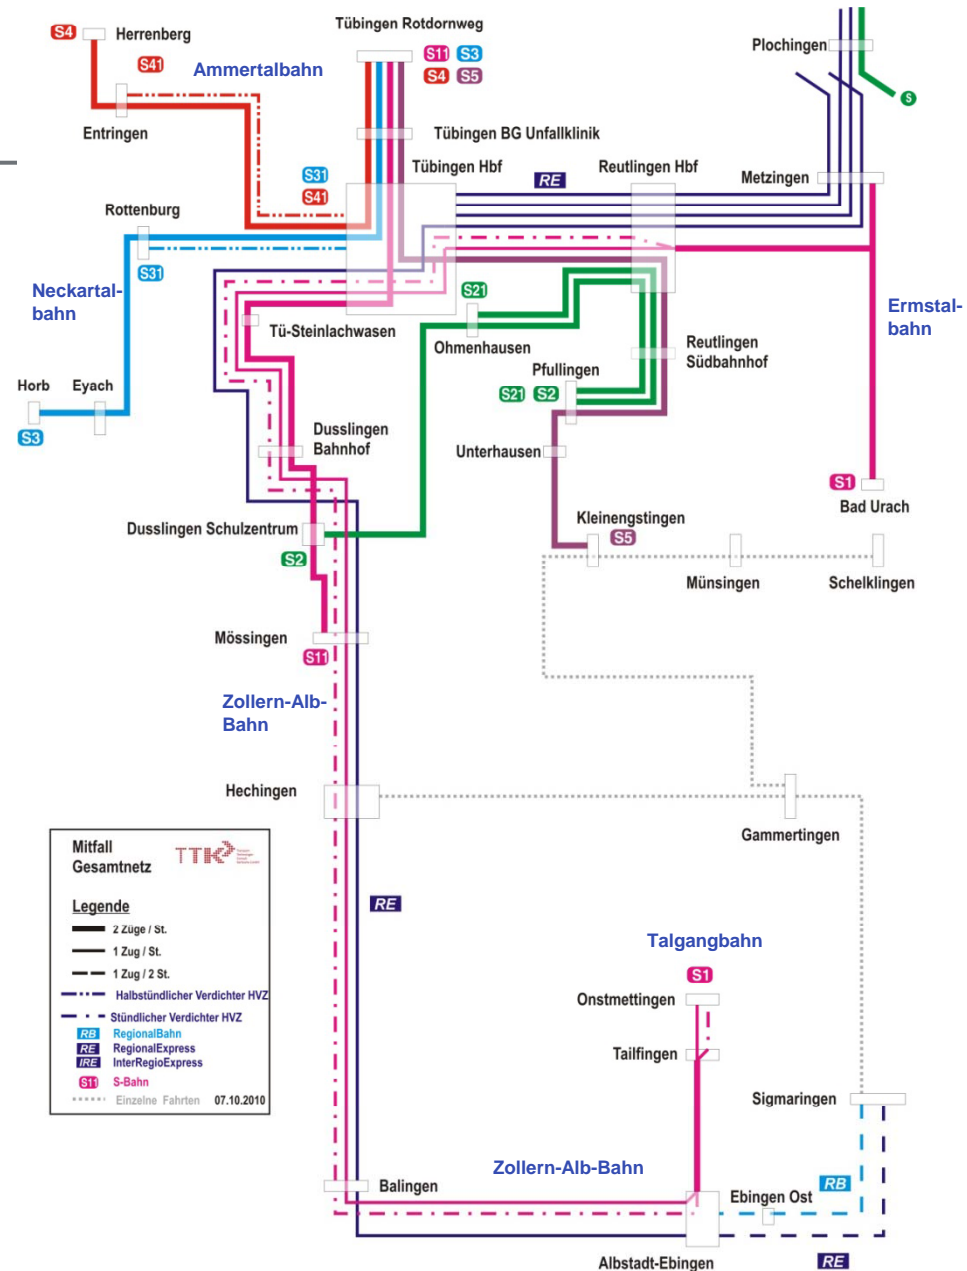 S4
Herrenberg
S41
Ammertalbahn
Entringen
Tübingen Rotdornweg
S11 S3
S4 S5
Plochingen
S
Tübingen BG Unfallklinik
Tübingen Hbf
Reutlingen Hbf
Metzingen
S31
S41
RE
Rottenburg
S31
Neckartal-
bahn
S21
Tü-Steinlachwasen
Ohmenhausen
Ermstal-
bahn
Reutlingen
Südbahnhof
Horb
Eyach
S3
Pfullingen
S21 S2
Dusslingen
Bahnhof
Unterhausen
S1
Bad Urach
Dusslingen Schulzentrum
S2
Kleinengstingen
S5
Münsingen
Schelklingen
Mössingen
S11
Zollern-Alb-
Bahn
Hechingen
Gammertingen
RE
Mitfall
Gesamtnetz
TTK
Legende
2 Züge / St.
1 Zug / St.
1 Zug / 2 St.
Halbstündlicher Verdichter HVZ
Stündlicher Verdichter HVZ
RB RegionalBahn
RE RegionalExpress
IRE InterRegioExpress
S11 S-Bahn
Einzelne Fahrten 07.10.2010
Talgangbahn
S1
Onstmettingen
Tailfingen
Sigmaringen
Zollern-Alb-Bahn
Balingen
Ebingen Ost
RB
Albstadt-Ebingen
RE